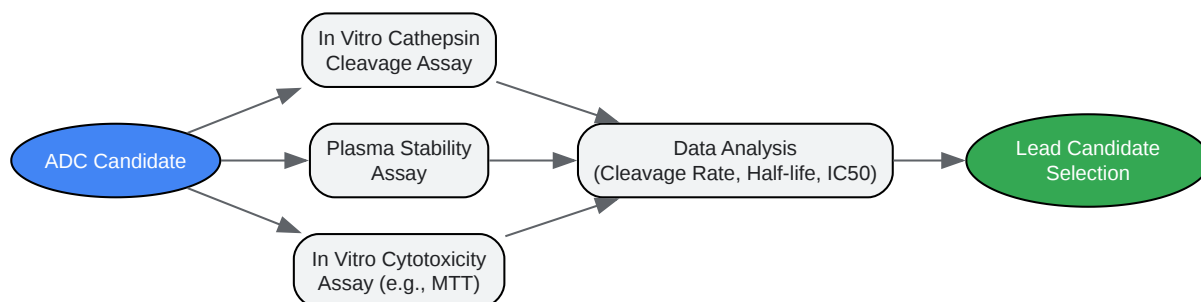 In Vitro Cathepsin
Cleavage Assay
ADC Candidate
Plasma Stability
Assay
Data Analysis
(Cleavage Rate, Half-life, IC50)
Lead Candidate
Selection
In Vitro Cytotoxicity
Assay (e.g., MTT)